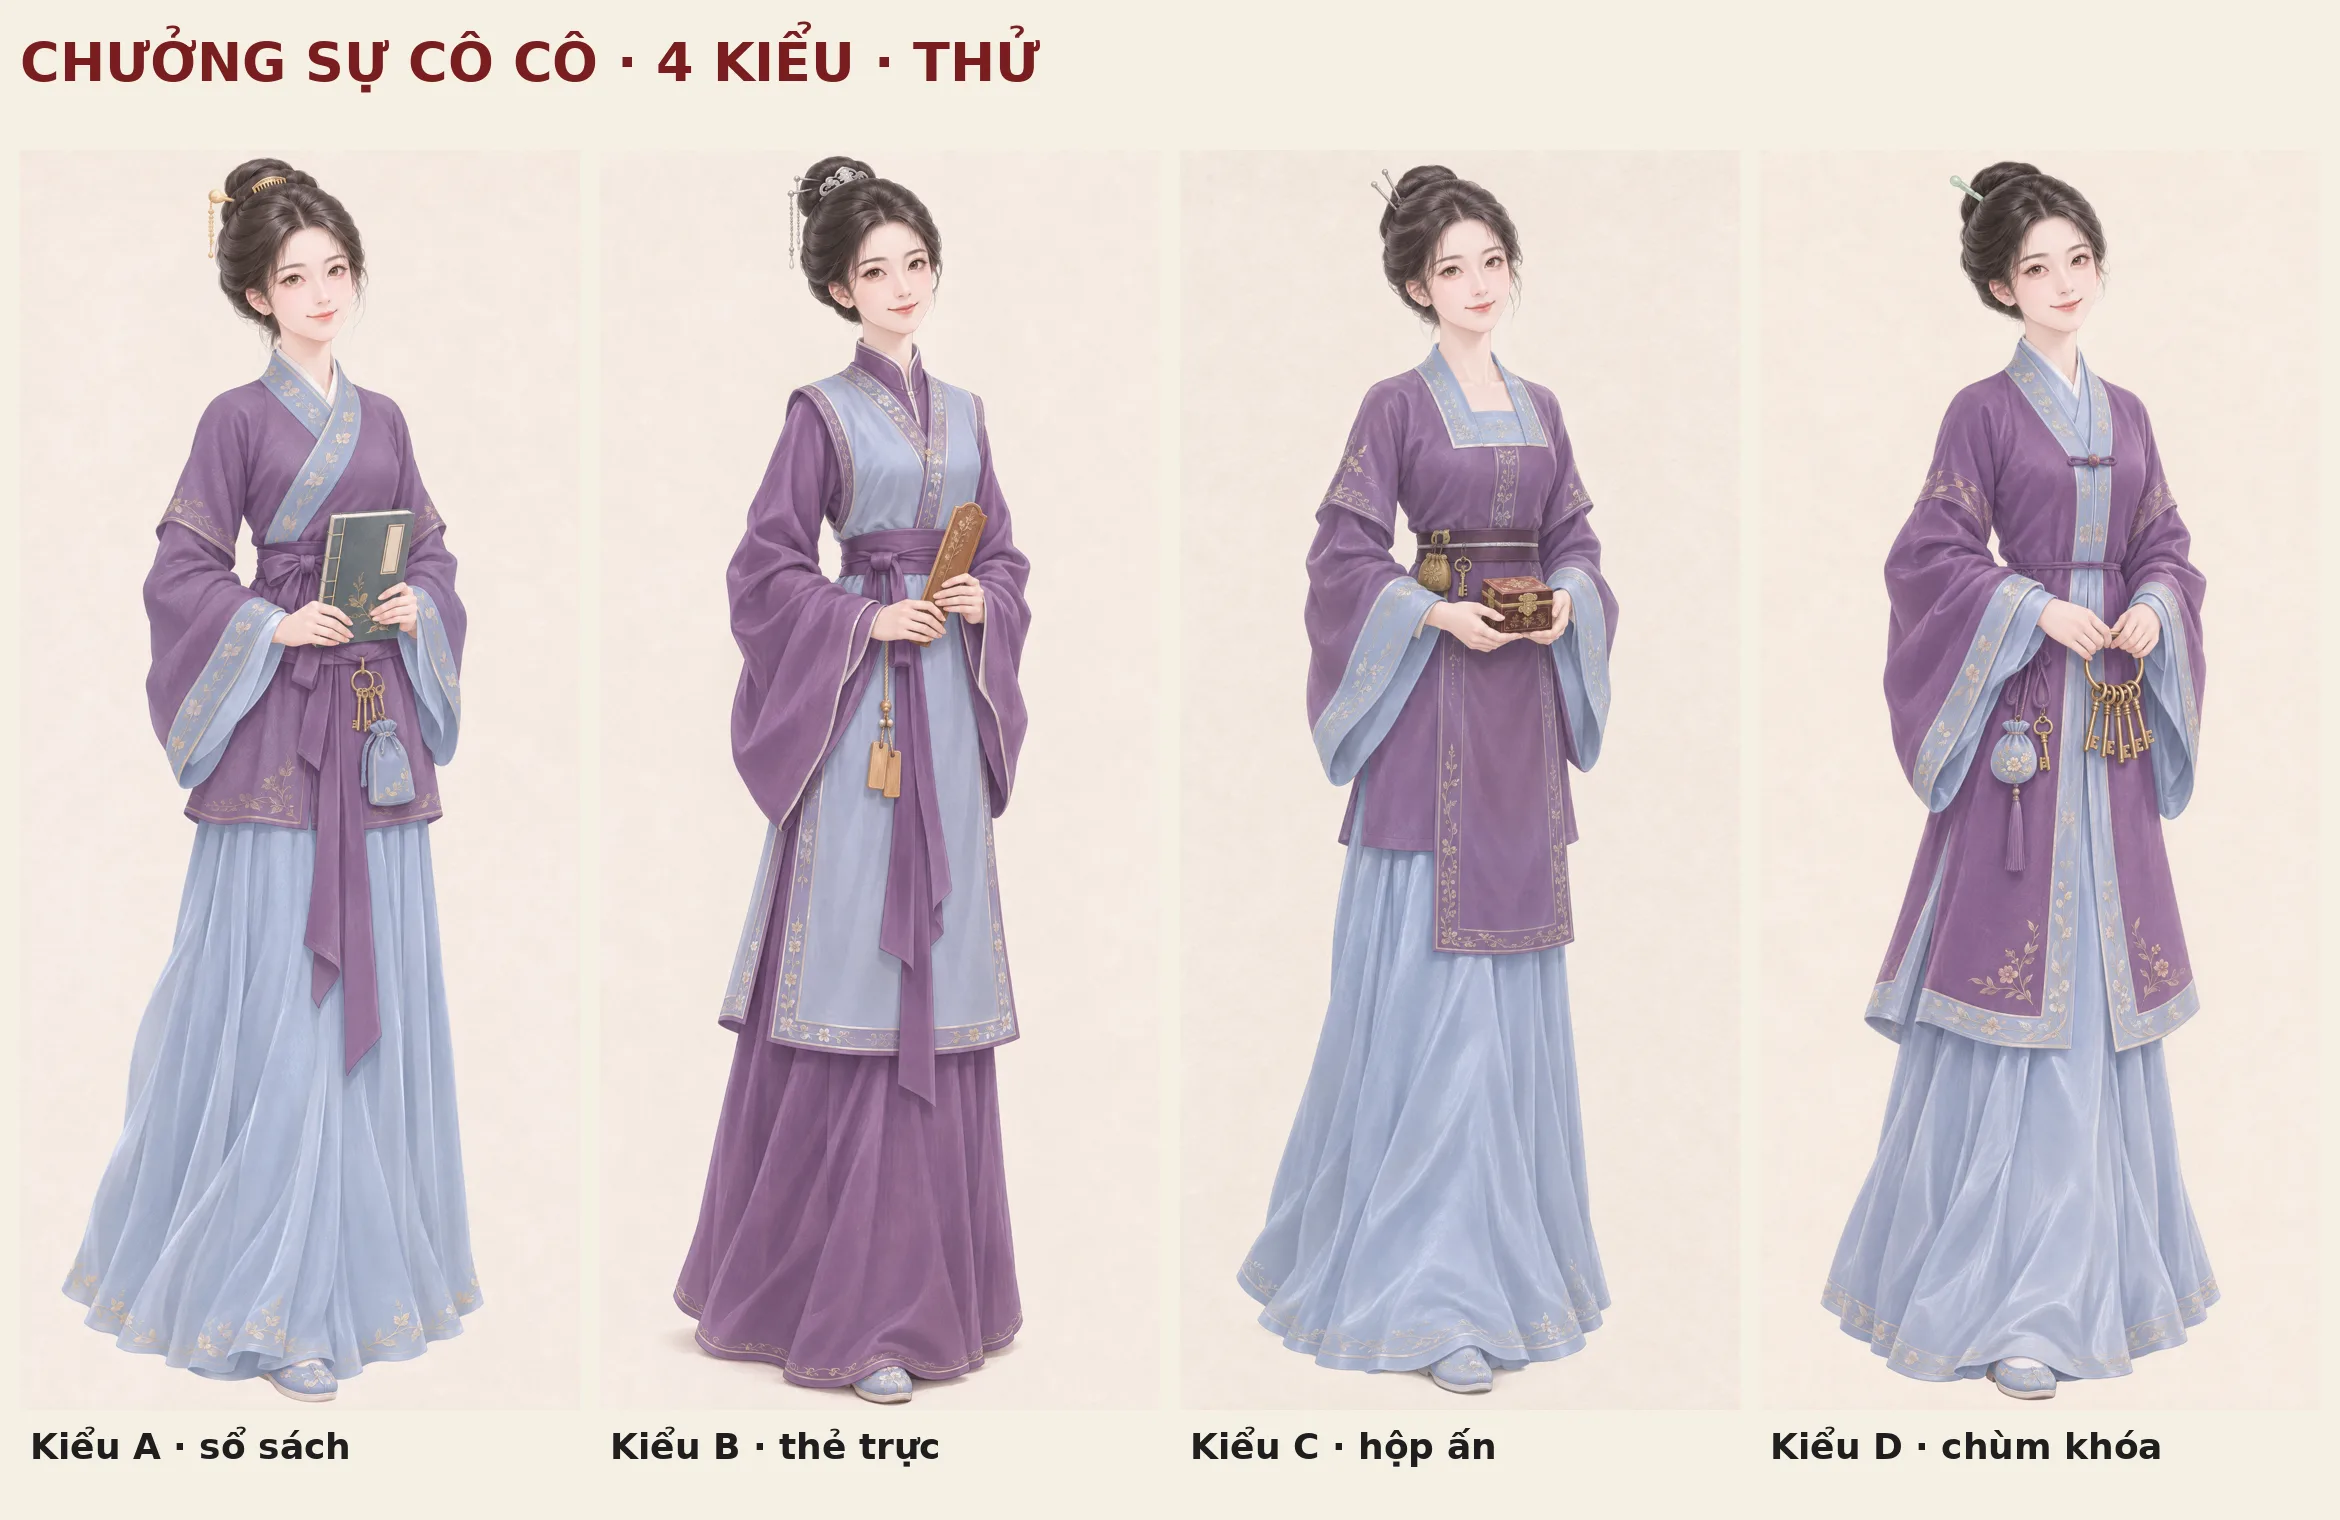 CHƯỞNG SỰ CÔ CÔ · 4 KIỂU · THỬ
Kiểu A · sổ sách
Kiểu B · thẻ trực
Kiểu C · hộp ấn
Kiểu D · chùm khóa